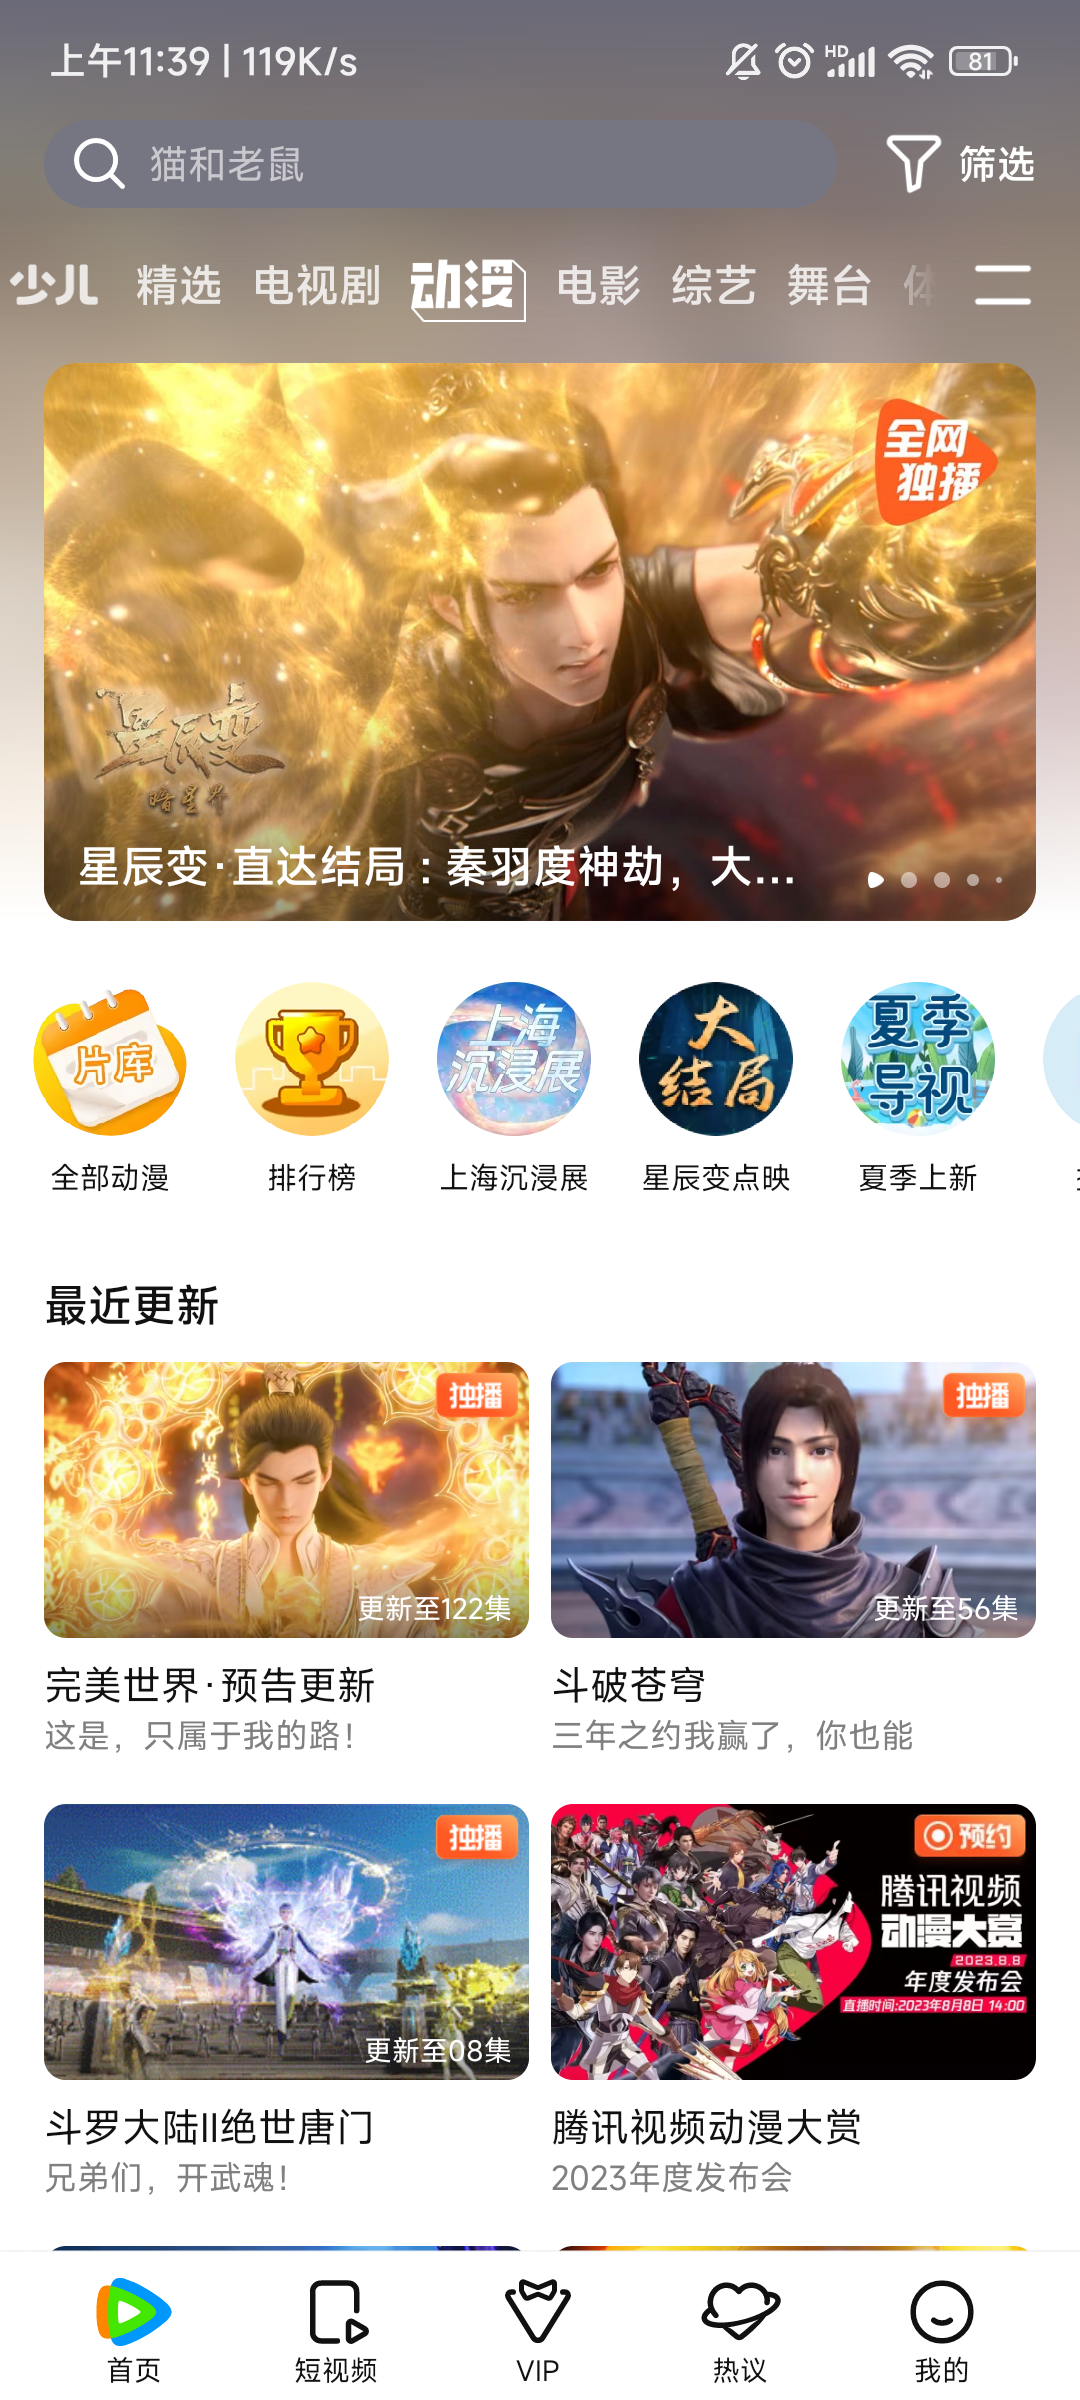 上午11:39 | 119K/s
HD
81
猫和老鼠
筛选
少儿 精选 电视剧 动漫 电影 综艺 舞台 体
全网
独播
星辰变
暗星界
星辰变·直达结局：秦羽度神劫，大...
片库
上海
沉浸展
大
结局
夏季
导视
全部动漫 排行榜 上海沉浸展 星辰变点映 夏季上新
最近更新
独播
更新至122集
独播
更新至56集
完美世界·预告更新
这是，只属于我的路！
斗破苍穹
三年之约我赢了，你也能
独播
更新至08集
预约
腾讯视频
动漫大赏
2023.8.8
年度发布会
直播时间:2023年8月8日 14:00
斗罗大陆II绝世唐门
兄弟们，开武魂！
腾讯视频动漫大赏
2023年度发布会
首页 短视频 VIP 热议 我的